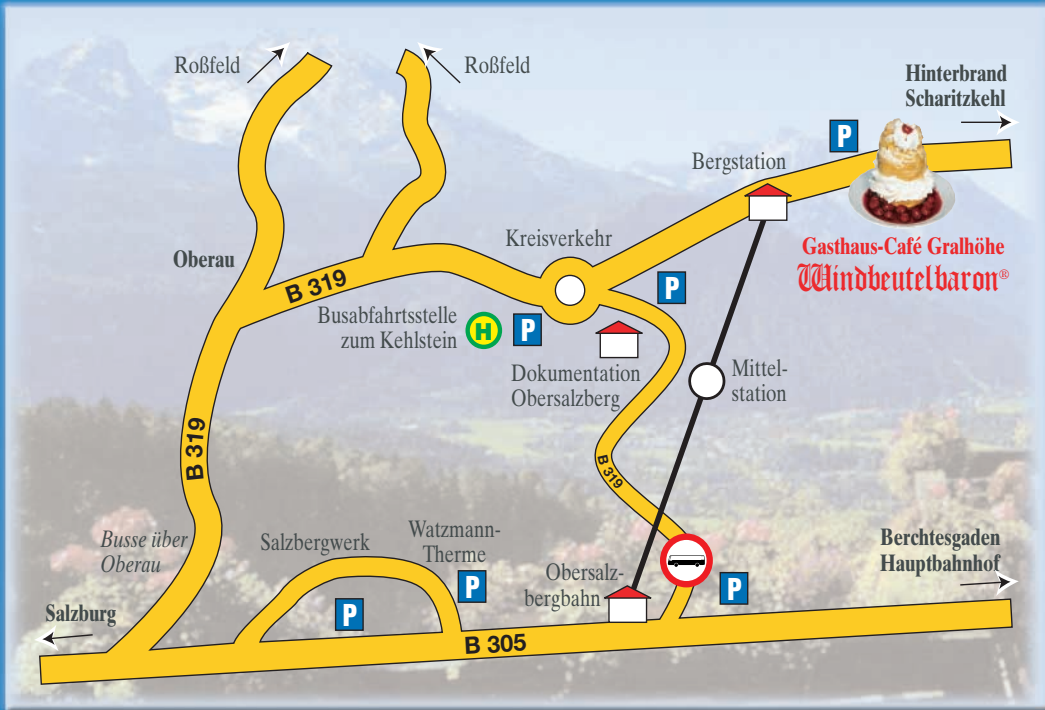 Roßfeld
Roßfeld
Hinterbrand
Scharitzkehl
P
Bergstation
Kreisverkehr
Gasthaus-Café Gralhöhe
Windbeutelbaron®
Oberau
B 319
P
Busabfahrtsstelle
zum Kehlstein
H
P
Dokumentation
Obersalzberg
Mittel-
station
B 319
B 319
Busse über
Oberau
Salzbergwerk
Watzmann-
Therme
P
Obersalz-
bergbahn
P
Berchtesgaden
Hauptbahnhof
Salzburg
P
B 305